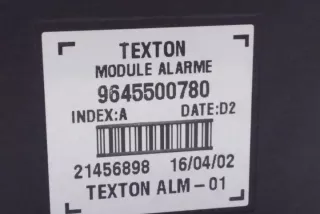 TEXTON
MODULE ALARME
9645500780
INDEX:A DATE:D2
21456898 16/04/02
TEXTON ALM-01